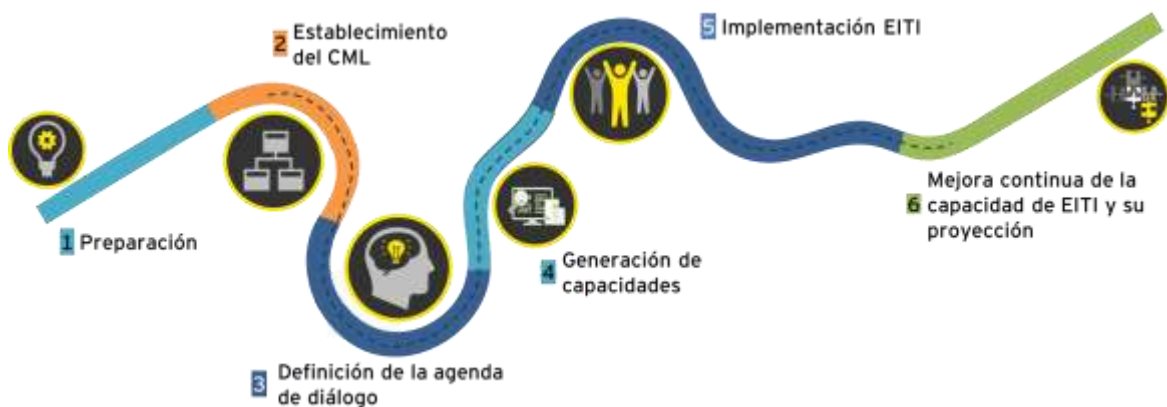 1 Preparación
2 Establecimiento
del CML
3 Definición de la agenda
de diálogo
4 Generación de
capacidades
5 Implementación EITI
6 Mejora continua de la
capacidad de EITI y su
proyección